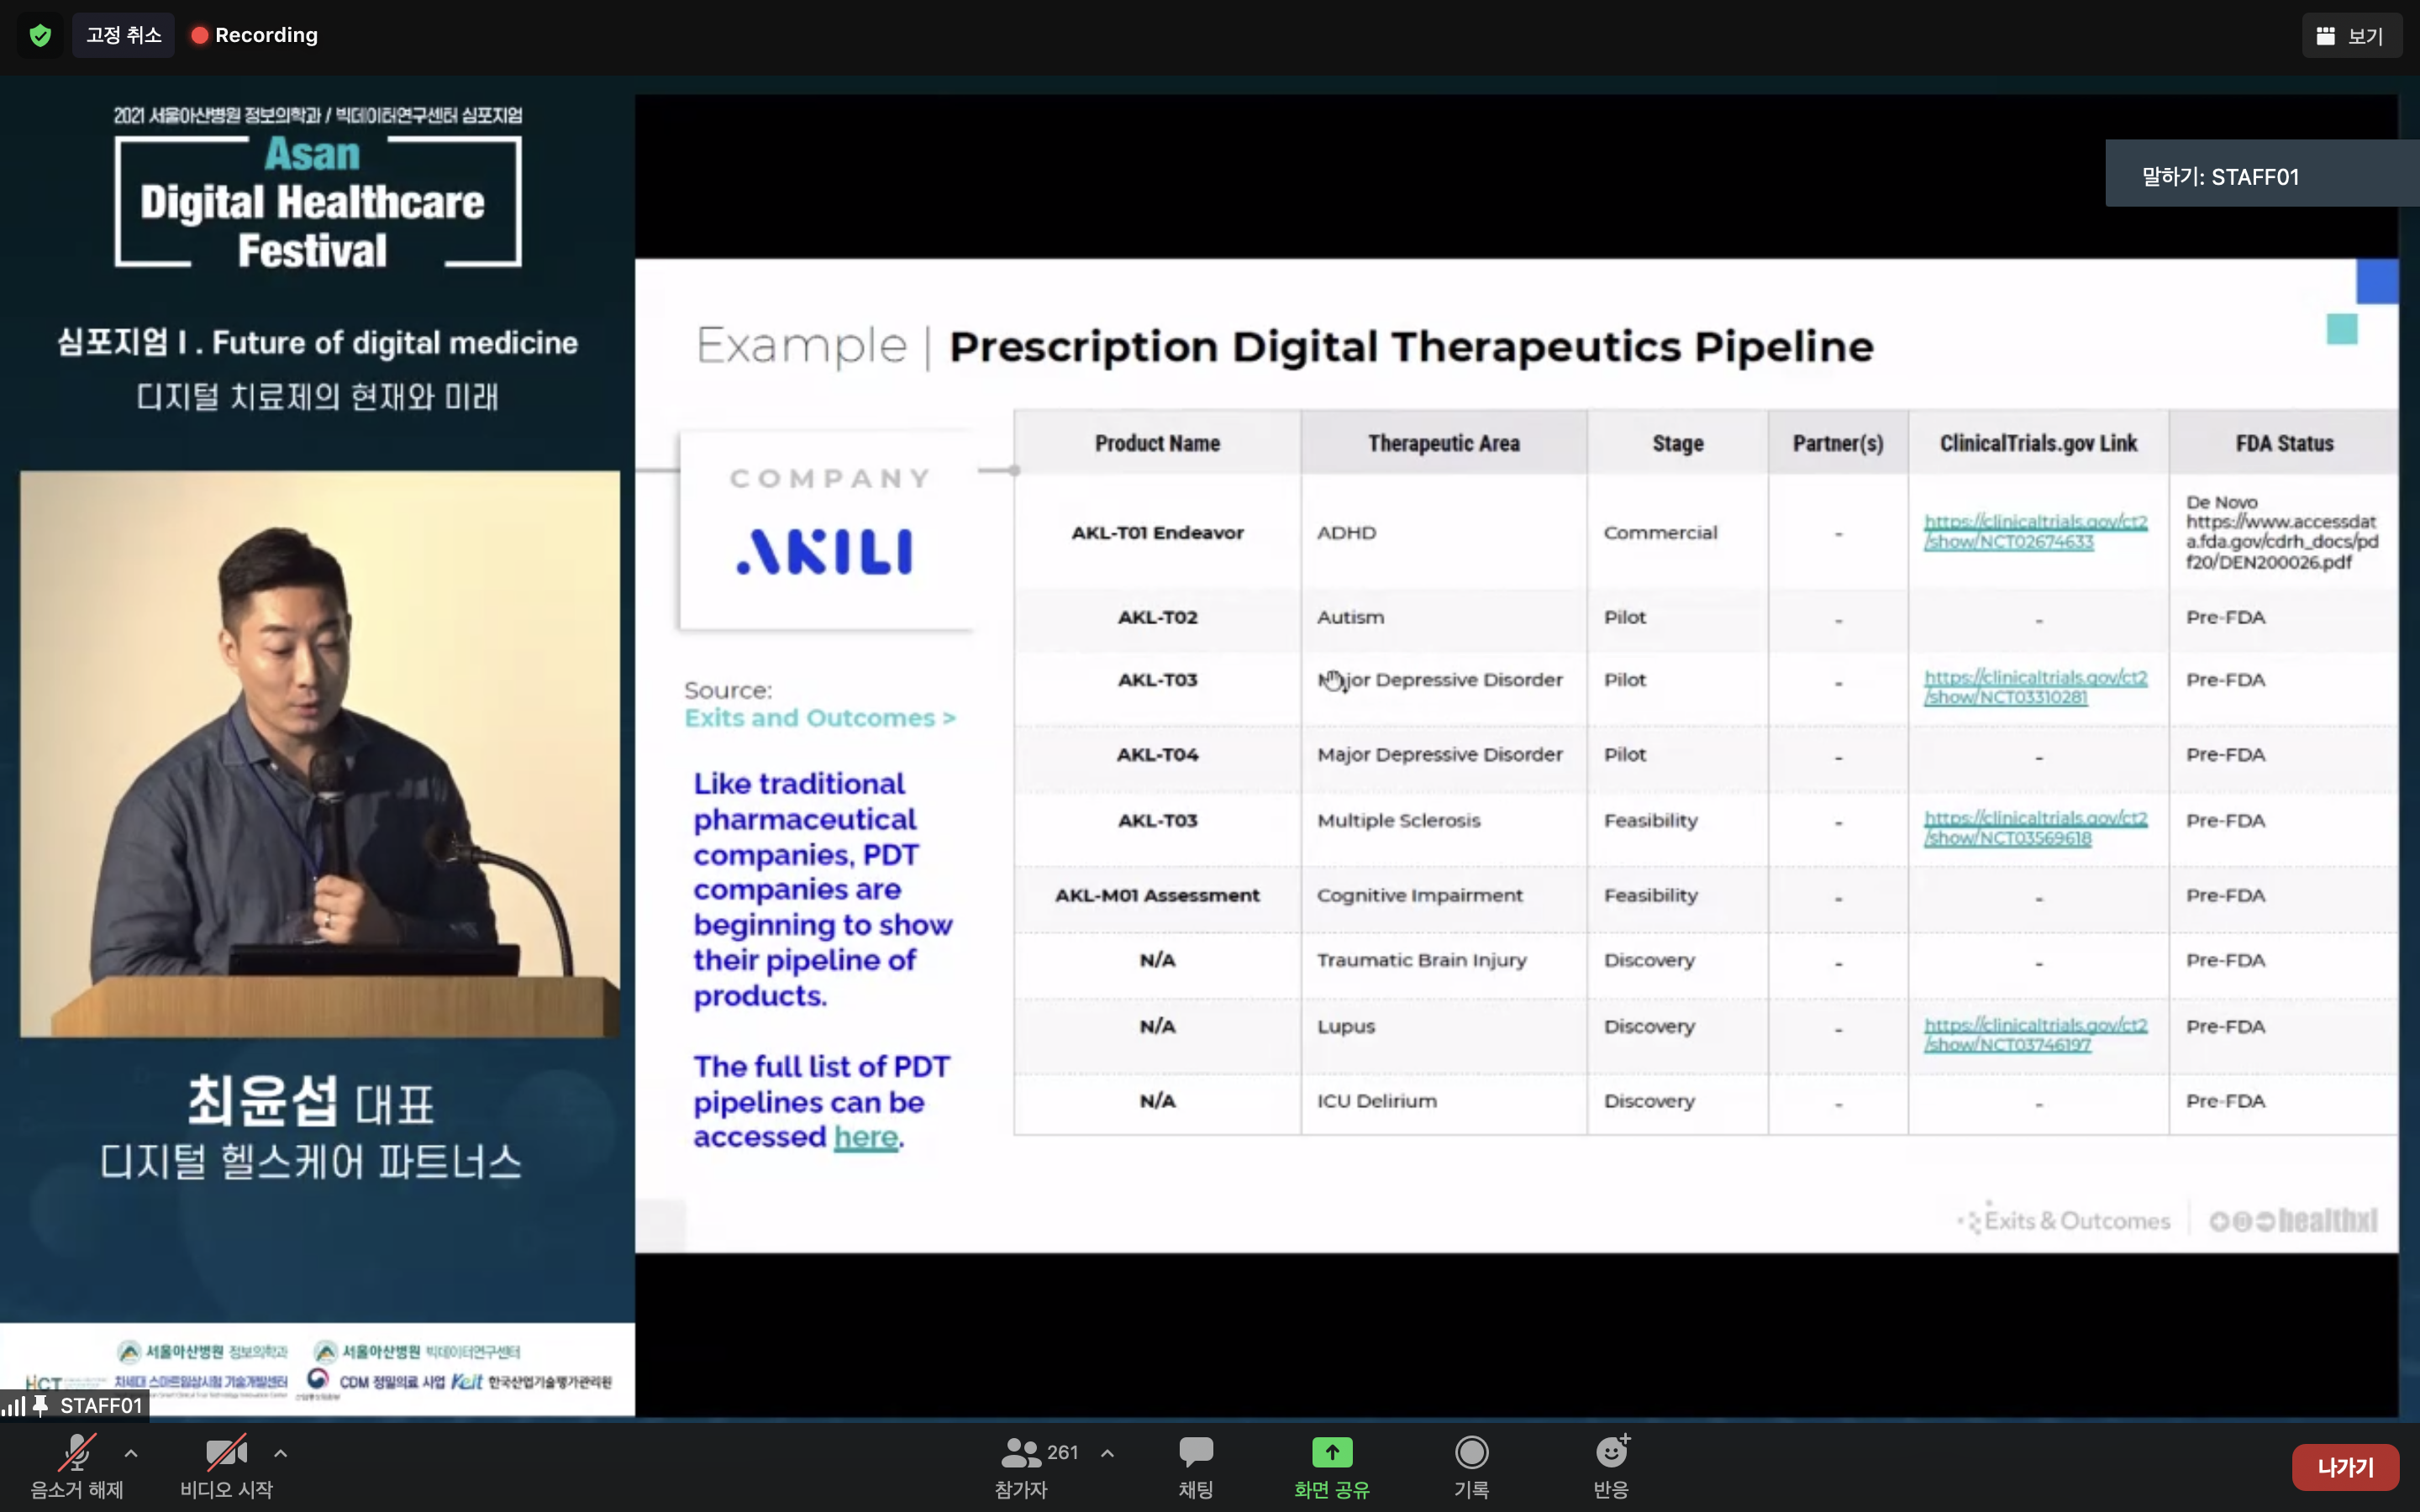 고정 취소
Recording
보기
2021 서울아산병원 정보의학과 / 빅데이터연구센터 심포지엄
Asan
Digital Healthcare
Festival
심포지엄 I . Future of digital medicine
디지털 치료제의 현재와 미래
최윤섭 대표
디지털 헬스케어 파트너스
서울아산병원 정보의학과
서울아산병원 빅데이터연구센터
HCT
차세대 스마트임상시험 기술개발센터
CDM 정밀의료 사업
Keit 한국산업기술평가관리원
STAFF01
말하기: STAFF01
Example | Prescription Digital Therapeutics Pipeline
COMPANY
AKILI
Source:
Exits and Outcomes >
Like traditional
pharmaceutical
companies, PDT
companies are
beginning to show
their pipeline of
products.
The full list of PDT
pipelines can be
accessed here.
Product Name Therapeutic Area Stage Partner(s) ClinicalTrials.gov Link FDA Status
AKL-T01 Endeavor ADHD Commercial - https://clinicaltrials.gov/ct2
/show/NCT02674633
De Novo
https://www.accessdat
a.fda.gov/cdrh_docs/pd
f20/DEN200026.pdf
AKL-T02 Autism Pilot - - Pre-FDA
AKL-T03 Major Depressive Disorder Pilot - https://clinicaltrials.gov/ct2
/show/NCT03310281
Pre-FDA
AKL-T04 Major Depressive Disorder Pilot - - Pre-FDA
AKL-T03 Multiple Sclerosis Feasibility - https://clinicaltrials.gov/ct2
/show/NCT03569618
Pre-FDA
AKL-M01 Assessment Cognitive Impairment Feasibility - - Pre-FDA
N/A Traumatic Brain Injury Discovery - - Pre-FDA
N/A Lupus Discovery - https://clinicaltrials.gov/ct2
/show/NCT03746197
Pre-FDA
N/A ICU Delirium Discovery - - Pre-FDA
Exits & Outcomes
healthxl
음소거 해제
비디오 시작
261
참가자
채팅
화면 공유
기록
반응
나가기